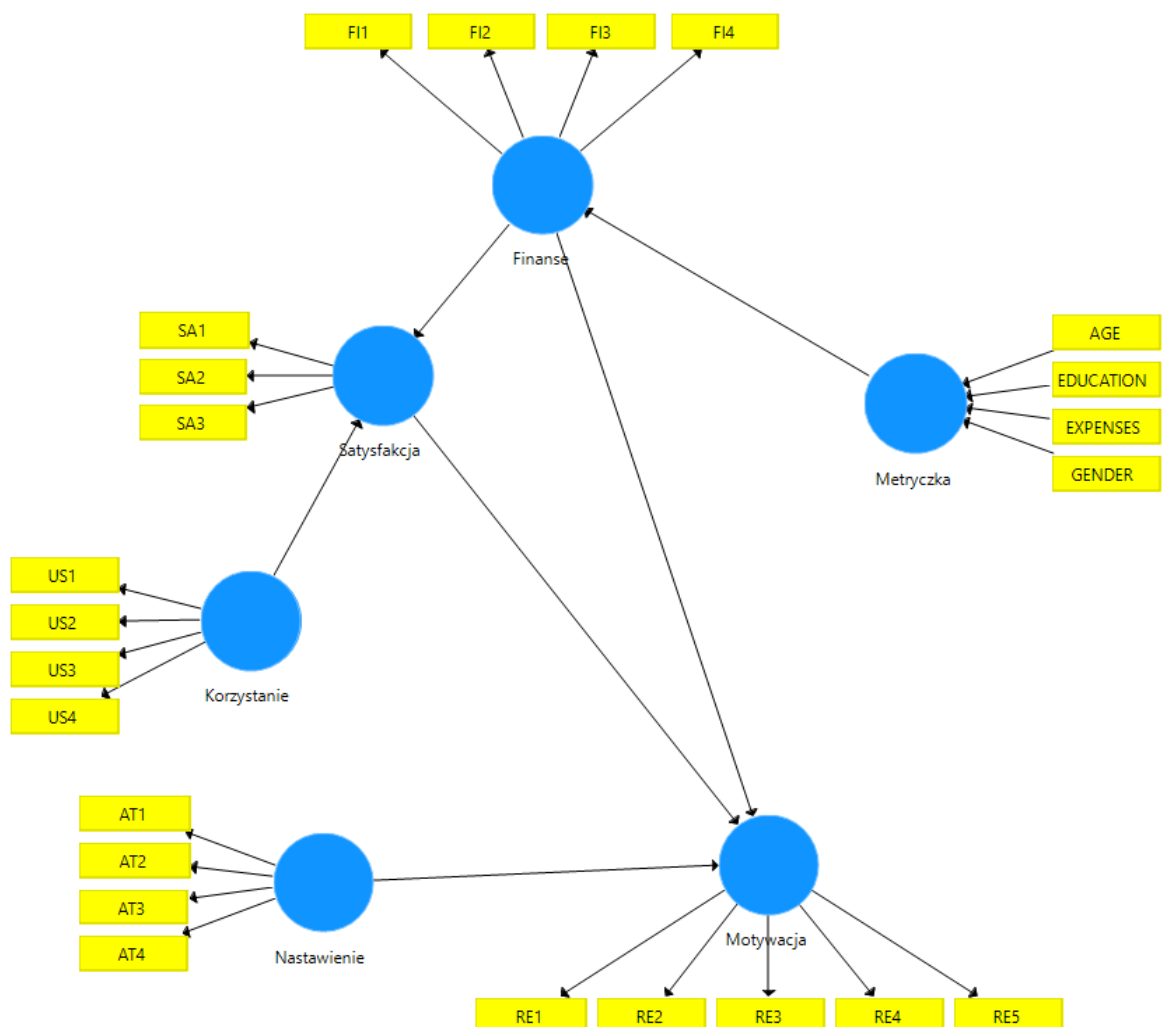 FI1
FI2
FI3
FI4
Finanse
SA1
SA2
SA3
Satysfakcja
AGE
EDUCATION
EXPENSES
GENDER
Metryczka
US1
US2
US3
US4
Korzystanie
AT1
AT2
AT3
AT4
Nastawienie
Motywacja
RE1
RE2
RE3
RE4
RE5